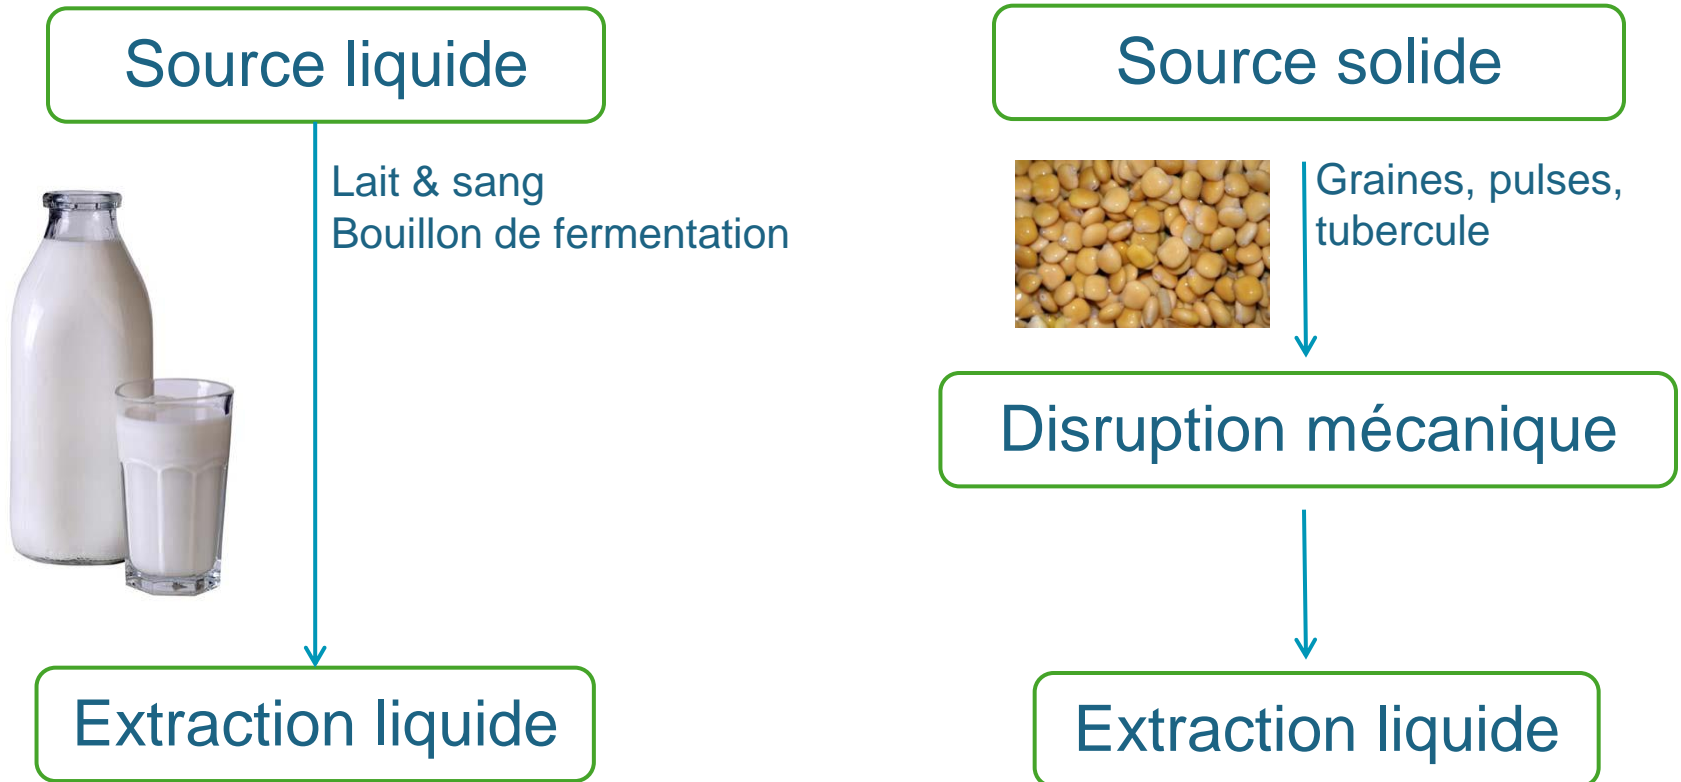 Source liquide
Lait & sang
Bouillon de fermentation
Extraction liquide
Source solide
Graines, pulses,
tubercule
Disruption mécanique
Extraction liquide